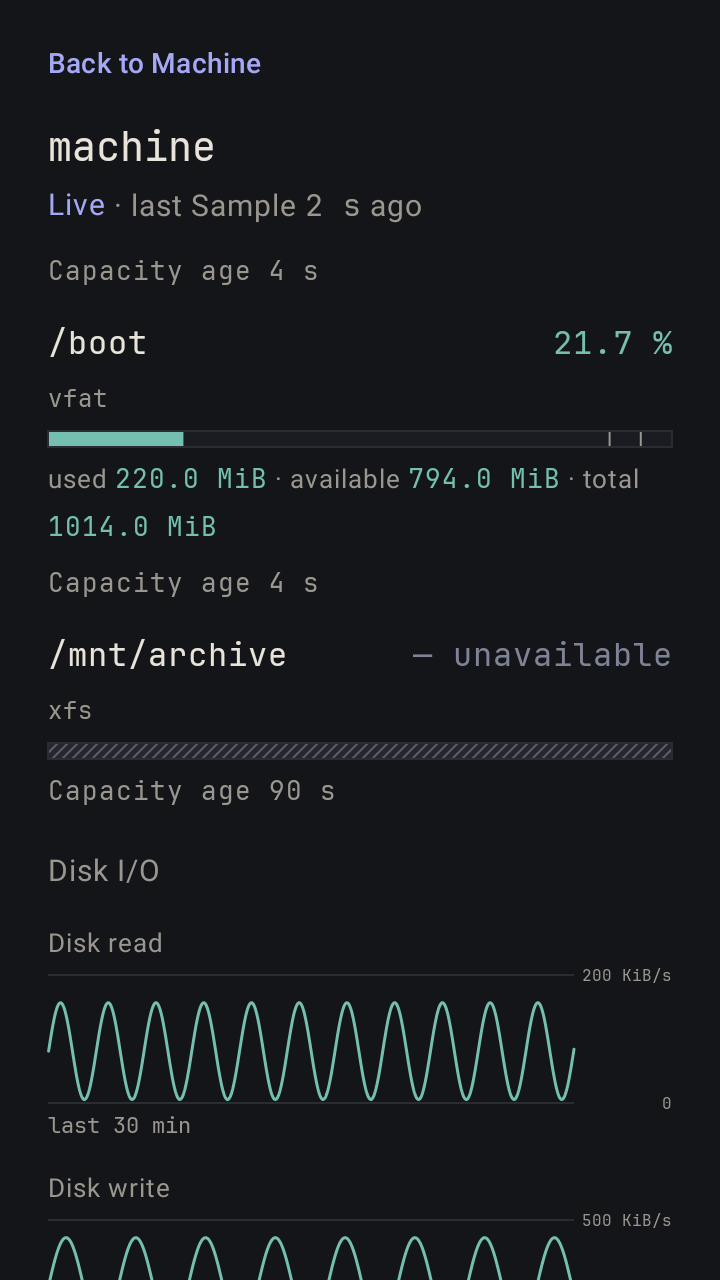 Back to Machine
machine
Live · last Sample 2 s ago
Capacity age 4 s
/boot 21.7 %
vfat
used 220.0 MiB · available 794.0 MiB · total
1014.0 MiB
Capacity age 4 s
/mnt/archive — unavailable
xfs
Capacity age 90 s
Disk I/O
Disk read
200 KiB/s
0
last 30 min
Disk write
500 KiB/s